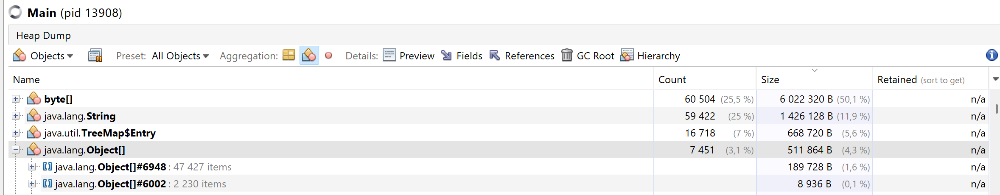 Main (pid 13908)
Heap Dump
Objects Preset: All Objects Aggregation: Details: Preview Fields References GC Root Hierarchy
Name Count Size Retained (sort to get)
byte[] 60 504 (25,5 %) 6 022 320 B (50,1 %) n/a
java.lang.String 59 422 (25 %) 1 426 128 B (11,9 %) n/a
java.util.TreeMap$Entry 16 718 (7 %) 668 720 B (5,6 %) n/a
java.lang.Object[] 7 451 (3,1 %) 511 864 B (4,3 %) n/a
java.lang.Object[]#6948 : 47 427 items 189 728 B (1,6 %) n/a
java.lang.Object[]#6002 : 2 230 items 8 936 B (0,1 %) n/a